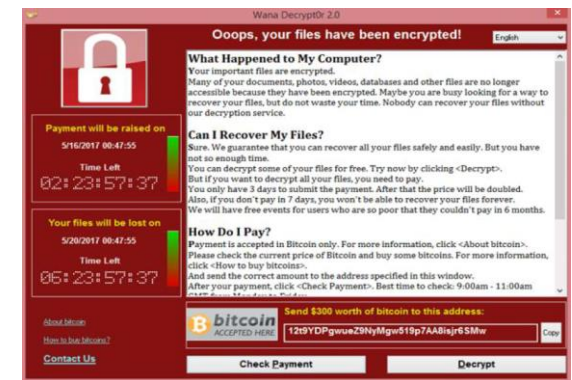 Wana Decrypt0r 2.0
Ooops, your files have been encrypted!
English
What Happened to My Computer?
Your important files are encrypted.
Many of your documents, photos, videos, databases and other files are no longer
accessible because they have been encrypted. Maybe you are busy looking for a way to
recover your files, but do not waste your time. Nobody can recover your files without
our decryption service.
Can I Recover My Files?
Sure. We guarantee that you can recover all your files safely and easily. But you have
not so enough time.
You can decrypt some of your files for free. Try now by clicking <Decrypt>.
But if you want to decrypt all your files, you need to pay.
You only have 3 days to submit the payment. After that the price will be doubled.
Also, if you don't pay in 7 days, you won't be able to recover your files forever.
We will have free events for users who are so poor that they couldn't pay in 6 months.
How Do I Pay?
Payment is accepted in Bitcoin only. For more information, click <About bitcoin>.
Please check the current price of Bitcoin and buy some bitcoins. For more information,
click <How to buy bitcoins>.
And send the correct amount to the address specified in this window.
After your payment, click <Check Payment>. Best time to check: 9:00am - 11:00am
GMT from Monday to Friday
Payment will be raised on
5/16/2017 00:47:55
Time Left
02:23:57:37
Your files will be lost on
5/20/2017 00:47:55
Time Left
06:23:57:37
About bitcoin
How to buy bitcoins?
Contact Us
bitcoin
ACCEPTED HERE
Send $300 worth of bitcoin to this address:
12t9YDPgwueZ9NyMgw519p7AA8isjr6SMw
Copy
Check Payment
Decrypt